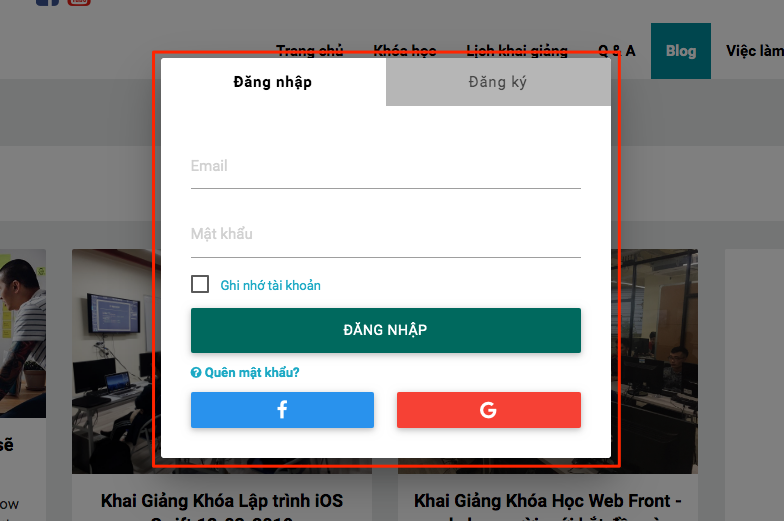 Trang chủ Khóa học Lịch khai giảng Q & A Blog Việc làm
Đăng nhập Đăng ký
Email
Mật khẩu
Ghi nhớ tài khoản
ĐĂNG NHẬP
Quên mật khẩu?
f G
sẽ
Khai Giảng Khóa Lập trình iOS
Khai Giảng Khóa Học Web Front -